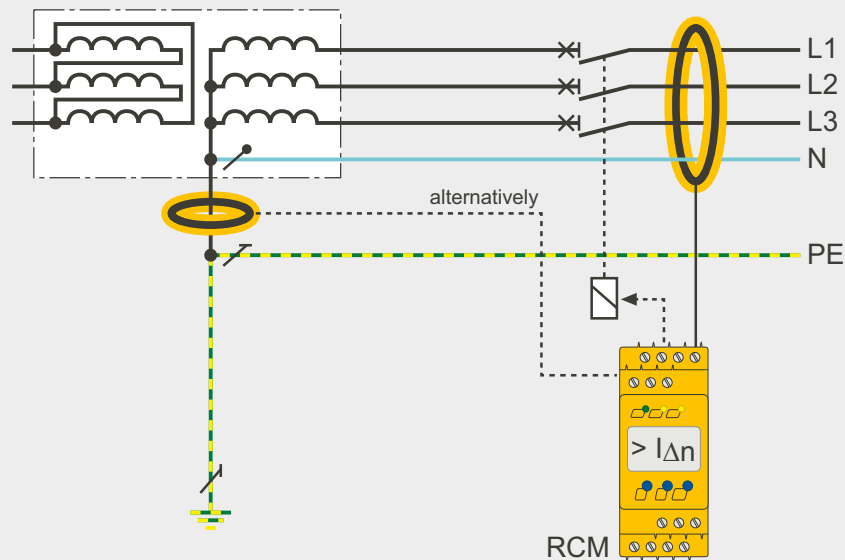 L1
L2
L3
N
alternatively
PE
> IΔn
RCM